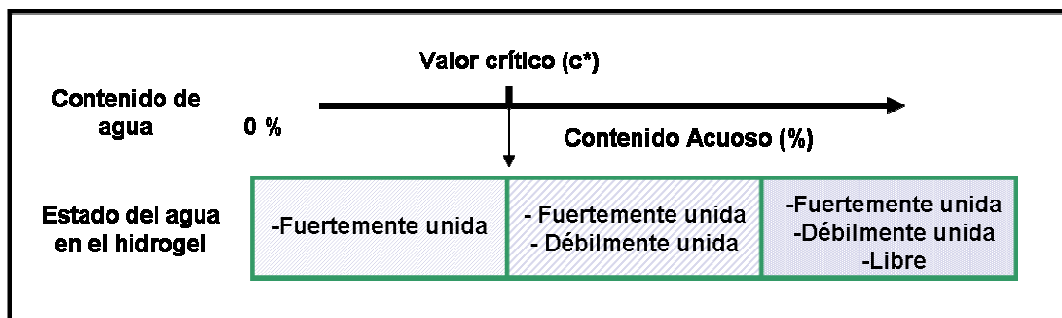 Valor crítico (c*)
Contenido de
agua
0 %
Contenido Acuoso (%)
Estado del agua
en el hidrogel
-Fuertemente unida
- Fuertemente unida
- Débilmente unida
-Fuertemente unida
-Débilmente unida
-Libre